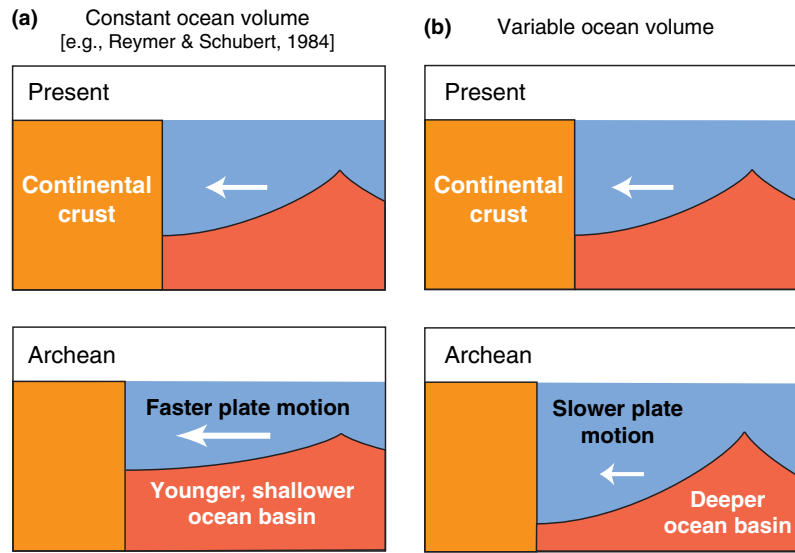 (a) Constant ocean volume
[e.g., Reymer & Schubert, 1984]
Present
Continental
crust
Archean
Faster plate motion
Younger, shallower
ocean basin
(b) Variable ocean volume
Present
Continental
crust
Archean
Slower plate
motion
Deeper
ocean basin